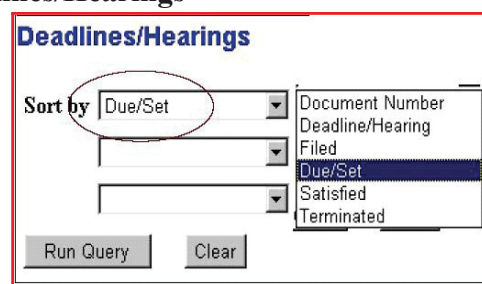 Deadlines/Hearings
Sort by Due/Set
Document Number
Deadline/Hearing
Filed
Due/Set
Satisfied
Terminated
Run Query Clear